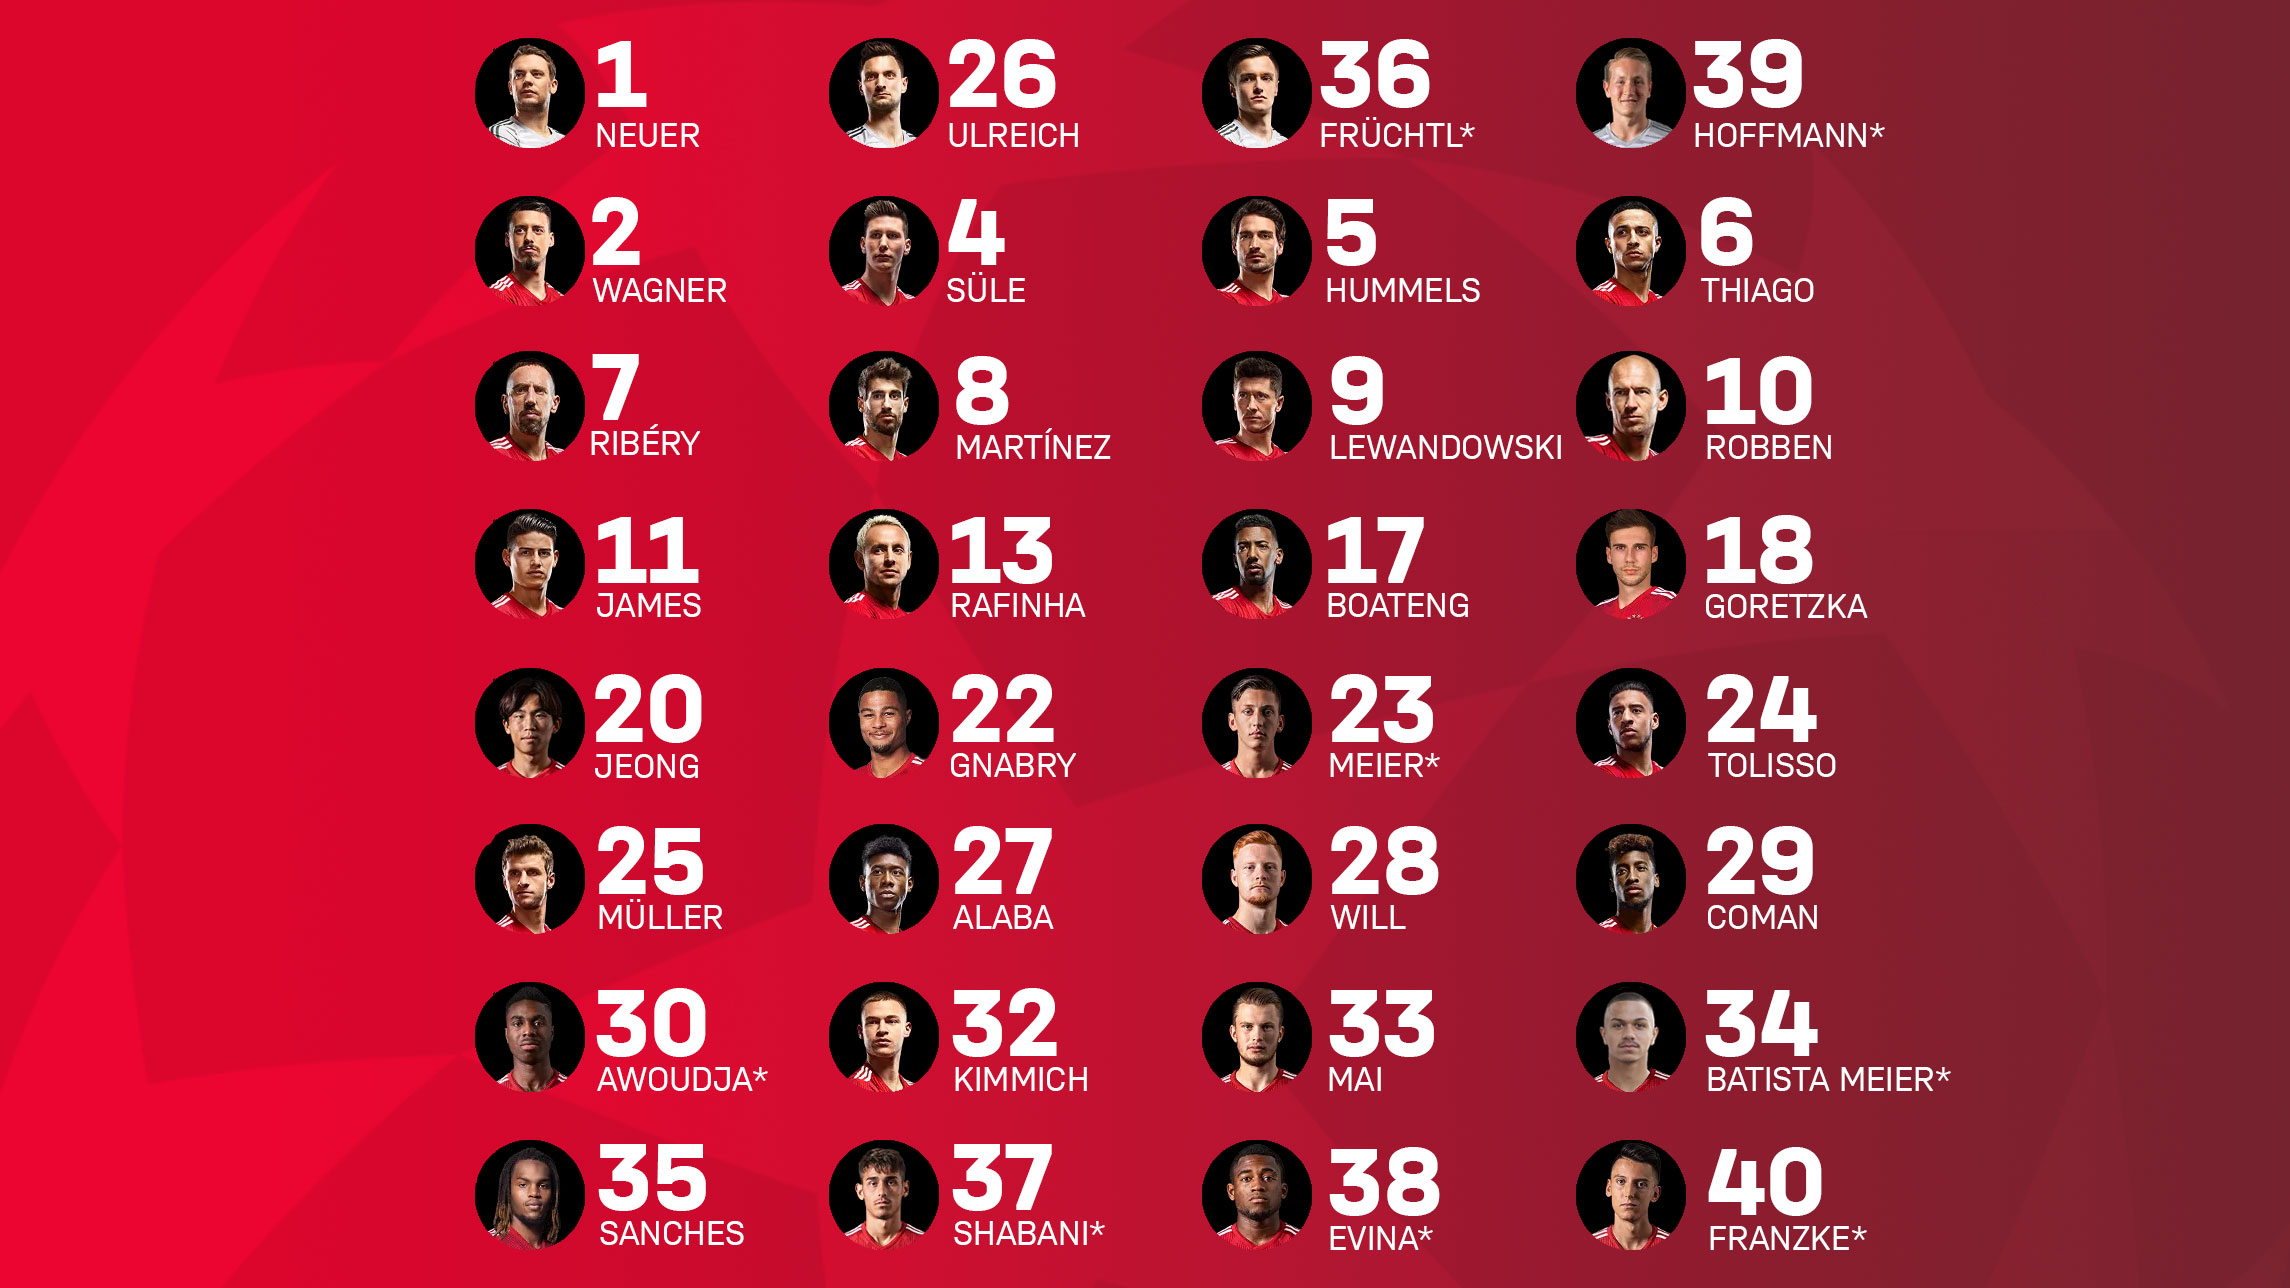 1
NEUER
26
ULREICH
36
FRÜCHTL*
39
HOFFMANN*
2
WAGNER
4
SÜLE
5
HUMMELS
6
THIAGO
7
RIBÉRY
8
MARTÍNEZ
9
LEWANDOWSKI
10
ROBBEN
11
JAMES
13
RAFINHA
17
BOATENG
18
GORETZKA
20
JEONG
22
GNABRY
23
MEIER*
24
TOLISSO
25
MÜLLER
27
ALABA
28
WILL
29
COMAN
30
AWOUDJA*
32
KIMMICH
33
MAI
34
BATISTA MEIER*
35
SANCHES
37
SHABANI*
38
EVINA*
40
FRANZKE*